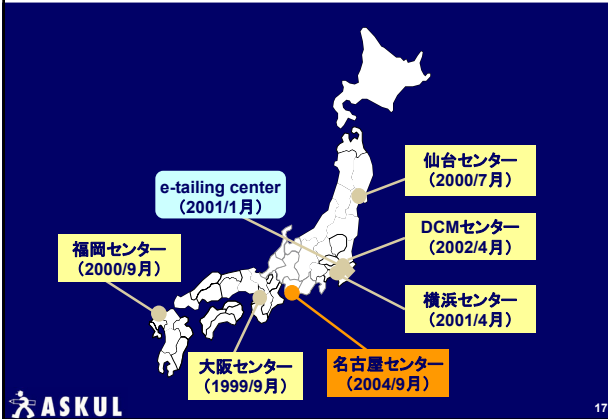 仙台センター
（2000/7月）
e-tailing center
（2001/1月）
DCMセンター
（2002/4月）
福岡センター
（2000/9月）
横浜センター
（2001/4月）
大阪センター
（1999/9月）
名古屋センター
（2004/9月）
ASKUL
17